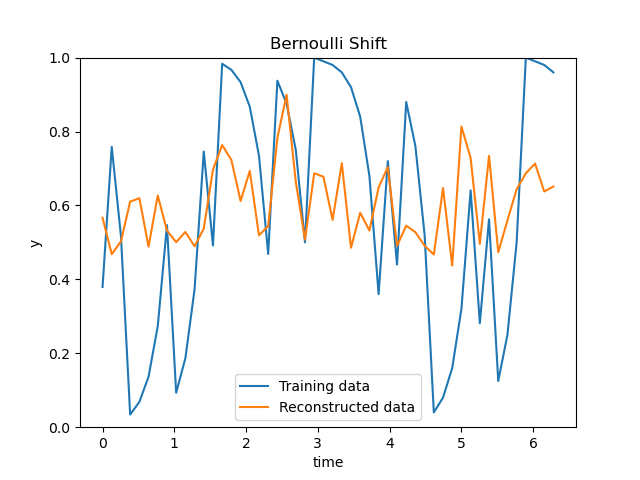 Bernoulli Shift
1.0
0.8
0.6
0.4
0.2
0.0
y
Training data
Reconstructed data
0 1 2 3 4 5 6
time